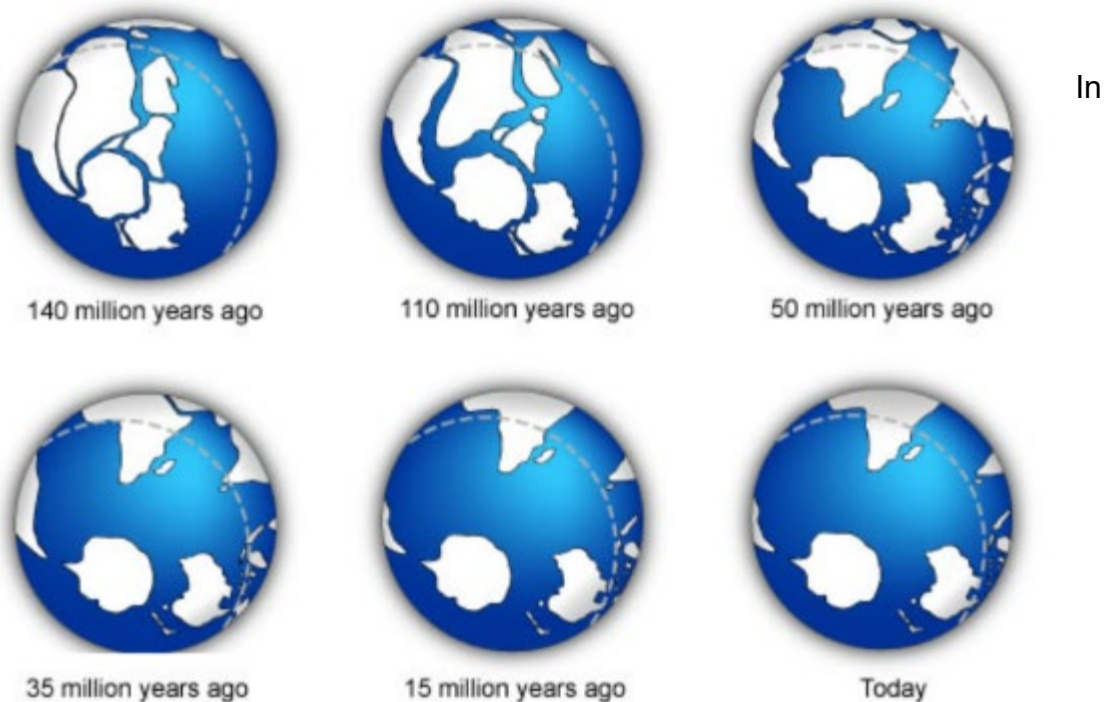 In
140 million years ago
110 million years ago
50 million years ago
35 million years ago
15 million years ago
Today